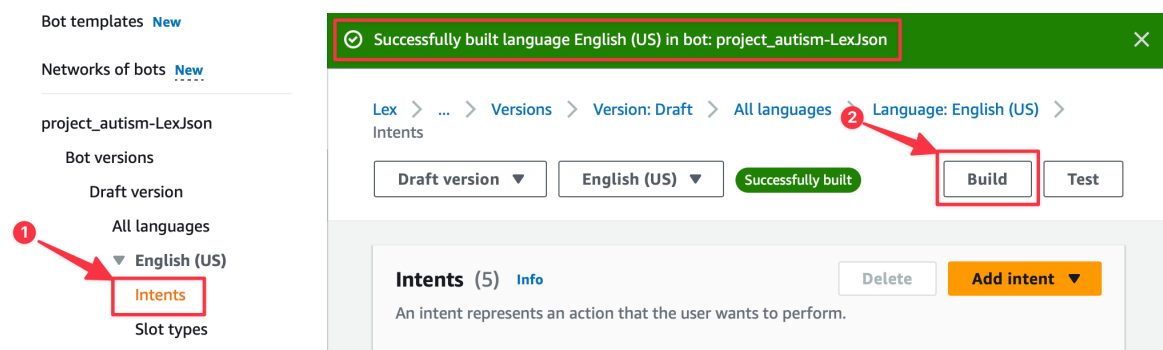 Bot templates New
Networks of bots New
project_autism-LexJson
Bot versions
Draft version
All languages
1
▼ English (US)
Intents
Slot types
Successfully built language English (US) in bot: project_autism-LexJson
Lex > ... > Versions > Version: Draft > All languages > Language: English (US) >
Intents
2
Draft version ▼ English (US) ▼ Successfully built Build Test
Intents (5) Info Delete Add intent ▼
An intent represents an action that the user wants to perform.